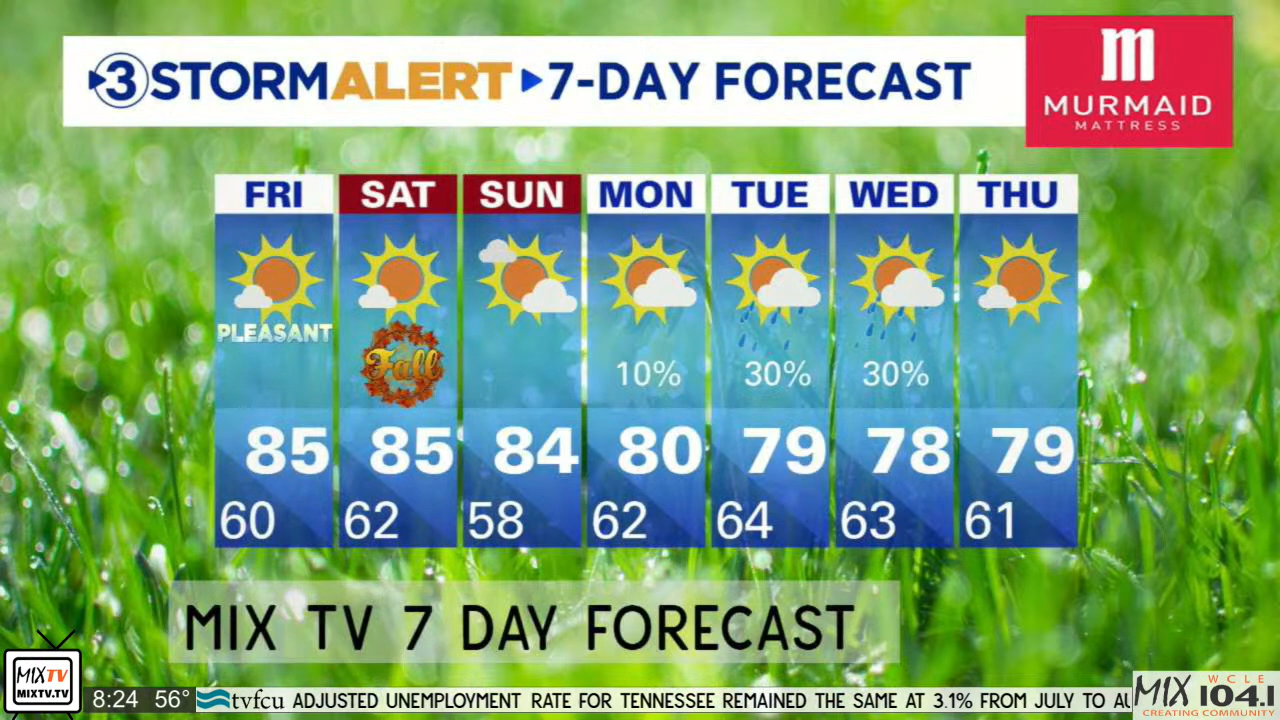 3 STORMALERT 7-DAY FORECAST
m
MURMAID
MATTRESS
FRI SAT SUN MON TUE WED THU
PLEASANT
Fall
10% 30% 30%
85 85 84 80 79 78 79
60 62 58 62 64 63 61
MIX TV 7 DAY FORECAST
MIXTV
MIXTV.TV
8:24 56° tvfcu ADJUSTED UNEMPLOYMENT RATE FOR TENNESSEE REMAINED THE SAME AT 3.1% FROM JULY TO AU
WCLE
MIX 104.1
CREATING COMMUNITY